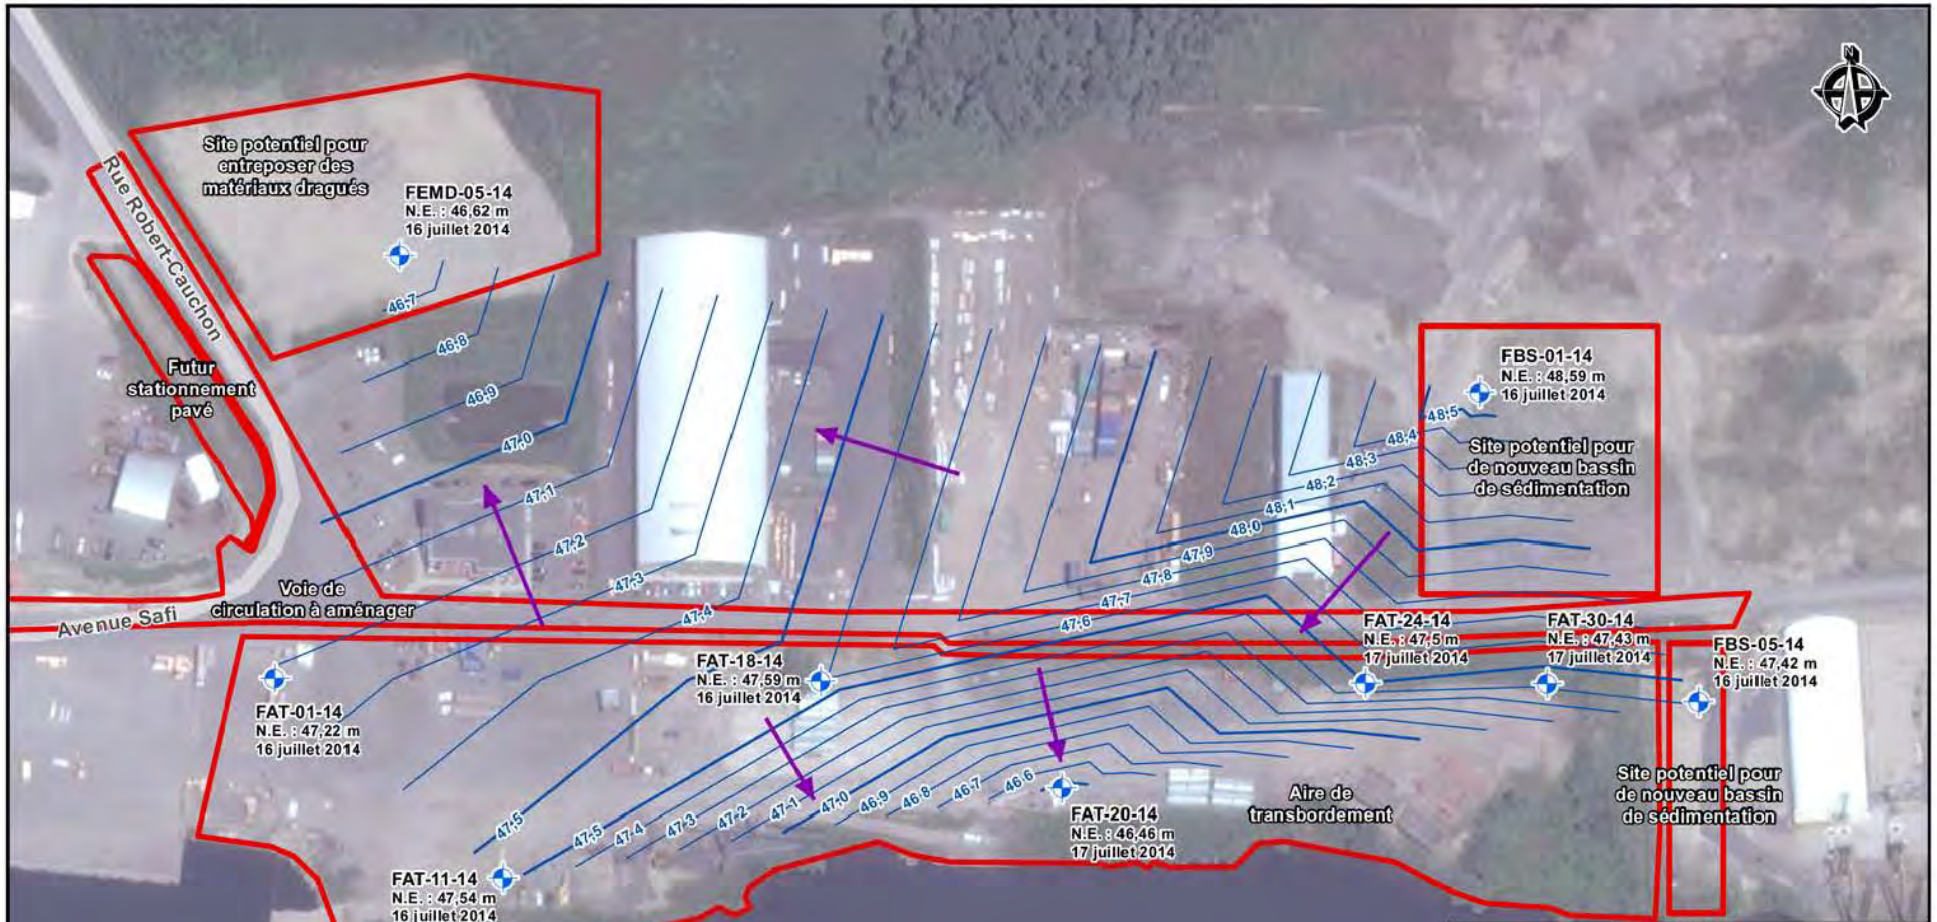 N
Site potentiel pour
entreposer des
matériaux dragués
FEMD-05-14
N.E. : 46,62 m
16 juillet 2014
Rue Robert-Cauchon
Futur
stationnement
pavé
46,7
46,8
46,9
47,0
47,1
47,2
47,3
47,4
47,5
FBS-01-14
N.E. : 48,59 m
16 juillet 2014
48,5
48,4
48,3
48,2
48,1
48,0
47,9
47,8
47,7
47,6
Site potentiel pour
de nouveau bassin
de sédimentation
Voie de
circulation à aménager
Avenue Safi
FAT-24-14
N.E. : 47,5 m
17 juillet 2014
FAT-30-14
N.E. : 47,43 m
17 juillet 2014
FBS-05-14
N.E. : 47,42 m
16 juillet 2014
FAT-18-14
N.E. : 47,59 m
16 juillet 2014
FAT-01-14
N.E. : 47,22 m
16 juillet 2014
47,5
47,4
47,3
47,2
47,1
47,0
46,9
46,8
46,7
46,6
FAT-20-14
N.E. : 46,46 m
17 juillet 2014
Aire de
transbordement
Site potentiel pour
de nouveau bassin
de sédimentation
FAT-11-14
N.E. : 47,54 m
16 juillet 2014